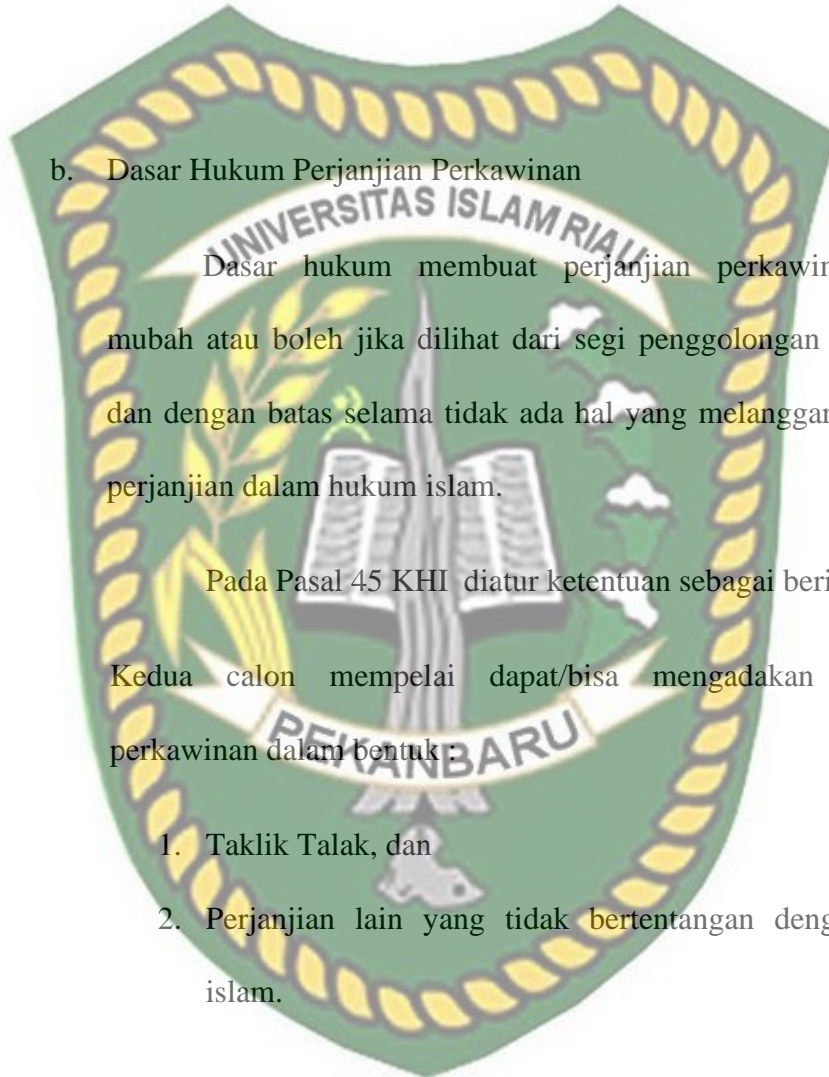 b. Dasar Hukum Perjanjian Perkawinan
UNIVERSITAS ISLAM RIAU
Dasar hukum membuat perjanjian perkawin
mubah atau boleh jika dilihat dari segi penggolongan
dan dengan batas selama tidak ada hal yang melanggar
perjanjian dalam hukum islam.
Pada Pasal 45 KHI diatur ketentuan sebagai beri
Kedua calon mempelai dapat/bisa mengadakan
perkawinan dalam bentuk :
PEKANBARU
1. Taklik Talak, dan
2. Perjanjian lain yang tidak bertentangan deng
islam.